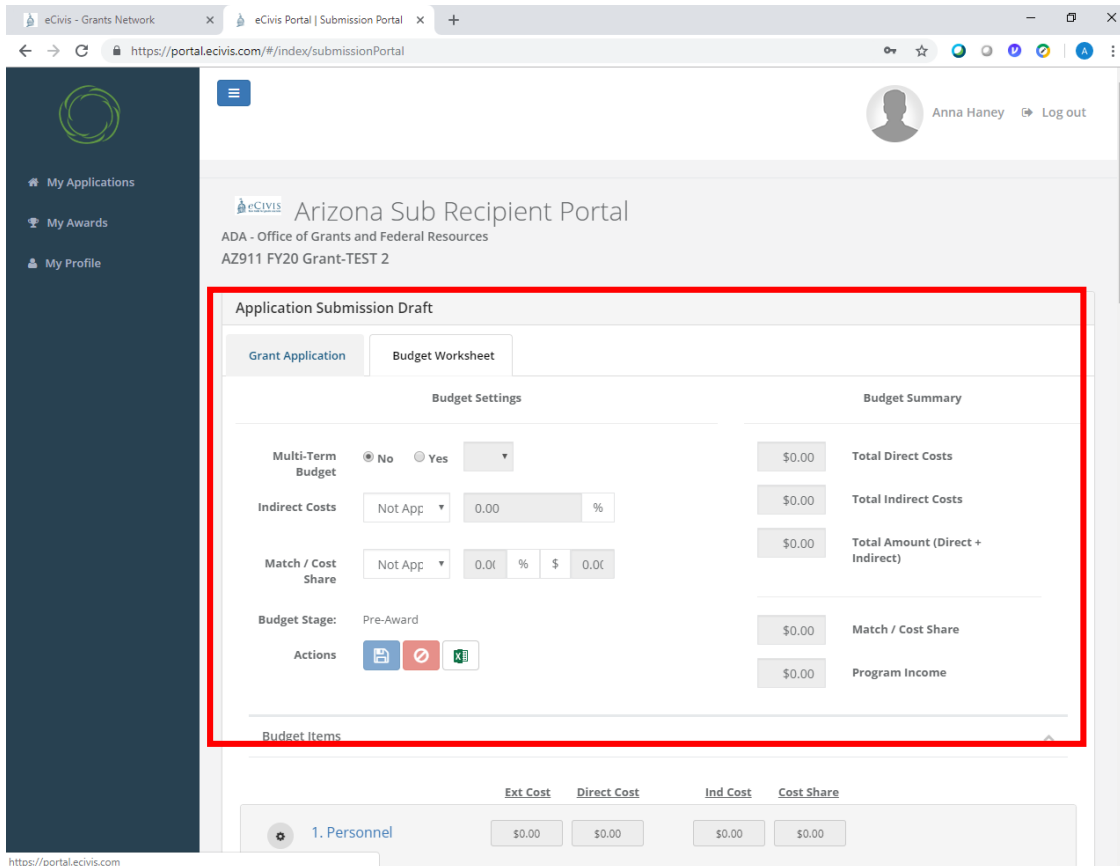 eCivis - Grants Network
eCivis Portal | Submission Portal
https://portal.ecivis.com/#/index/submissionPortal
A
Anna Haney
Log out
My Applications
My Awards
My Profile
eCIVIS
Arizona Sub Recipient Portal
ADA - Office of Grants and Federal Resources
AZ911 FY20 Grant-TEST 2
Application Submission Draft
Grant Application
Budget Worksheet
Budget Settings
Budget Summary
Multi-Term
Budget
No
Yes
$0.00
Total Direct Costs
Indirect Costs
Not App
0.00
%
$0.00
Total Indirect Costs
$0.00
Total Amount (Direct +
Indirect)
Match / Cost
Share
Not App
0.0
%
$
0.0
Budget Stage:
Pre-Award
$0.00
Match / Cost Share
Actions
$0.00
Program Income
Budget Items
Ext Cost
Direct Cost
Ind Cost
Cost Share
1. Personnel
$0.00
$0.00
$0.00
$0.00
https://portal.ecivis.com